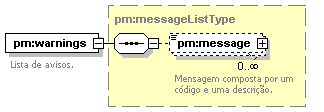 pm:messageListType
pm:warnings
pm:message
Lista de avisos.
0..∞
Mensagem composta por um
código e uma descrição.